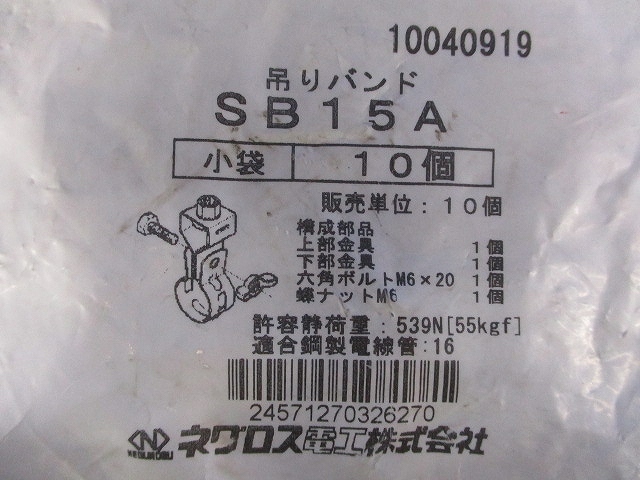 10040919
吊りバンド
SB15A
小袋 10個
販売単位：10個
構成部品
上部金具 1個
下部金具 1個
六角ボルトM6×20 1個
蝶ナットM6 1個
許容静荷重：539N[55kgf]
適合鋼製電線管：16
24571270326270
ネグロス電工株式会社